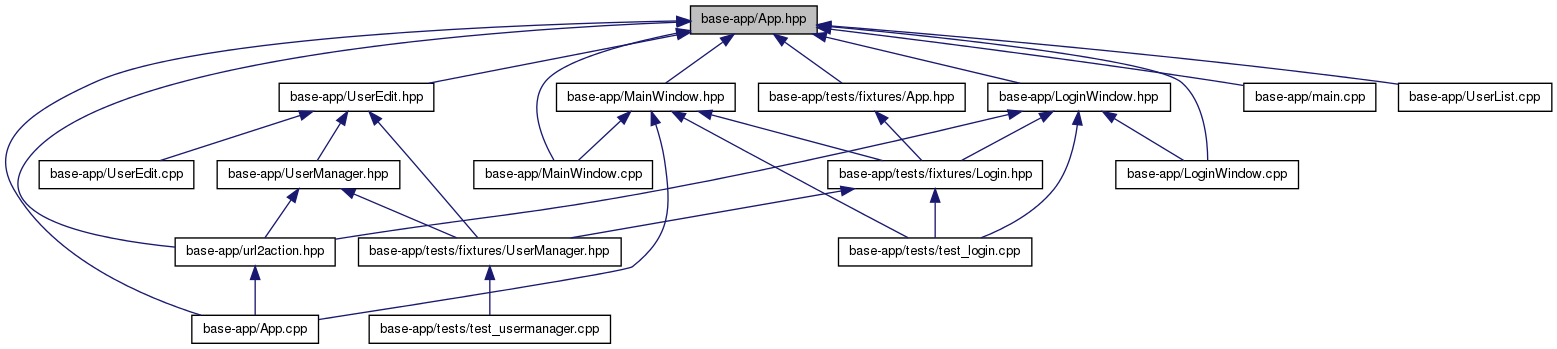 base-app/App.hpp
base-app/UserEdit.hpp
base-app/MainWindow.hpp
base-app/tests/fixtures/App.hpp
base-app/LoginWindow.hpp
base-app/main.cpp
base-app/UserList.cpp
base-app/UserEdit.cpp
base-app/UserManager.hpp
base-app/MainWindow.cpp
base-app/tests/fixtures/Login.hpp
base-app/LoginWindow.cpp
base-app/url2action.hpp
base-app/tests/fixtures/UserManager.hpp
base-app/tests/test_login.cpp
base-app/App.cpp
base-app/tests/test_usermanager.cpp